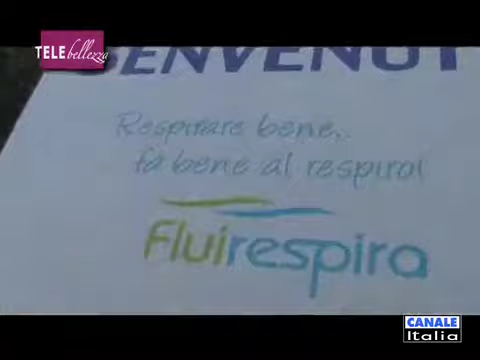 TELE bellezza
BENVENUT
Respirare bene..
fa bene al respiro!
Fluirespira
CANALE
Italia